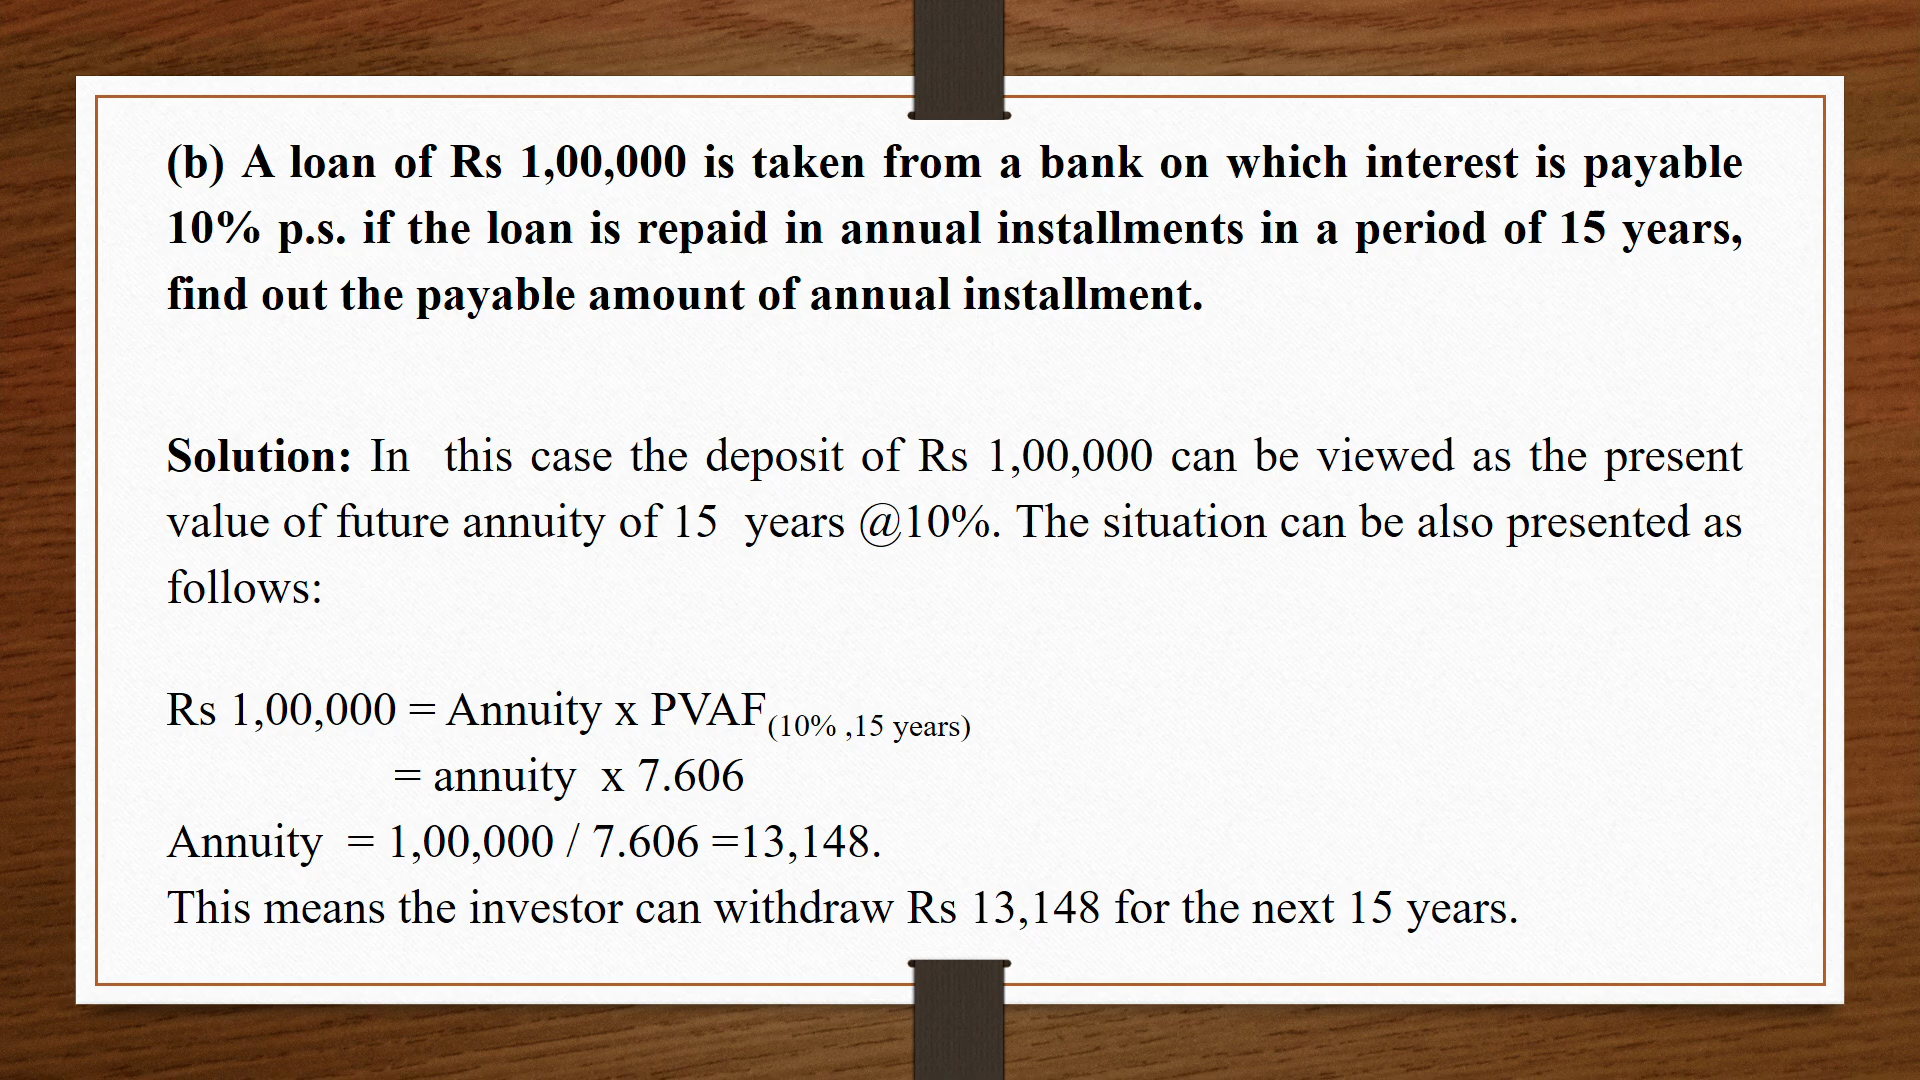 (b) A loan of Rs 1,00,000 is taken from a bank on which interest is payable
10% p.s. if the loan is repaid in annual installments in a period of 15 years,
find out the payable amount of annual installment.
Solution: In this case the deposit of Rs 1,00,000 can be viewed as the present
value of future annuity of 15 years @10%. The situation can be also presented as
follows:
Rs 1,00,000 = Annuity x PVAF(10% ,15 years)
= annuity x 7.606
Annuity = 1,00,000 / 7.606 =13,148.
This means the investor can withdraw Rs 13,148 for the next 15 years.